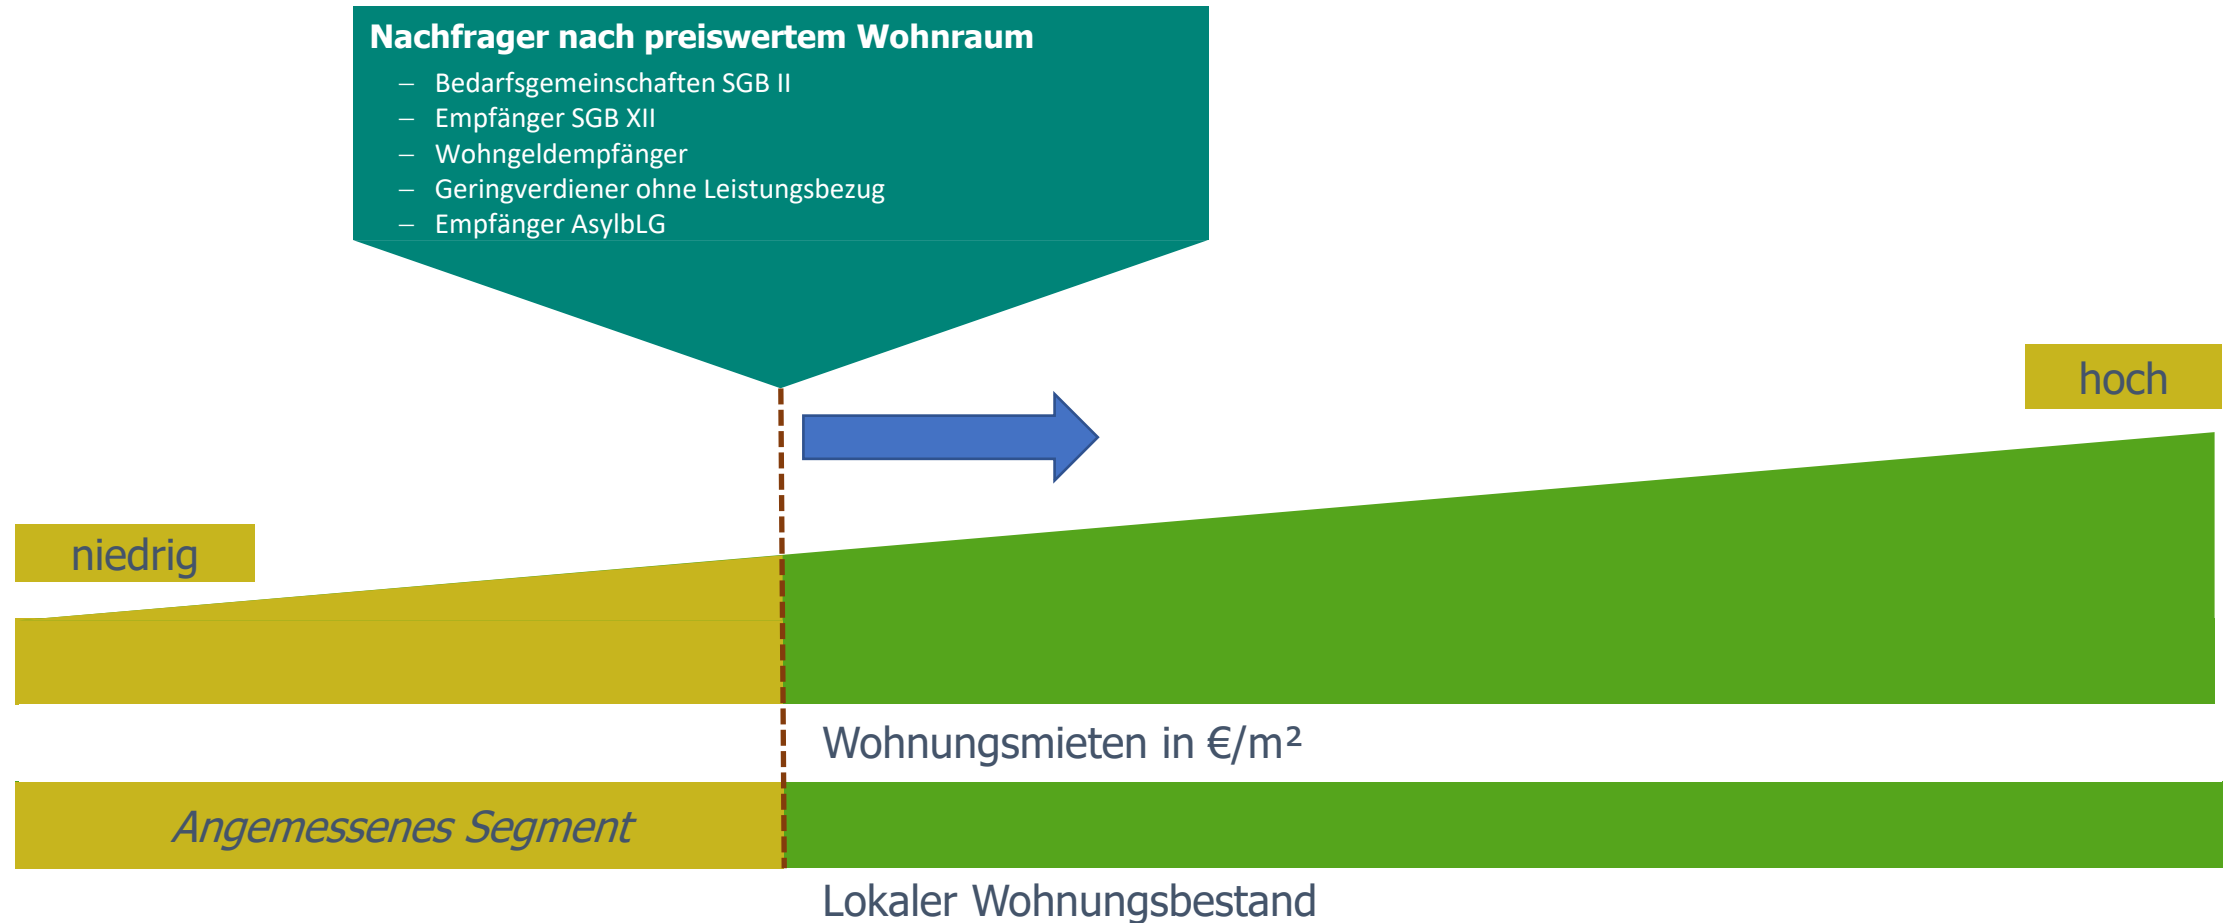 Nachfrager nach preiswertem Wohnraum
– Bedarfsgemeinschaften SGB II
– Empfänger SGB XII
– Wohngeldempfänger
– Geringverdiener ohne Leistungsbezug
– Empfänger AsylbLG
hoch
niedrig
Wohnungsmieten in €/m²
Angemessenes Segment
Lokaler Wohnungsbestand